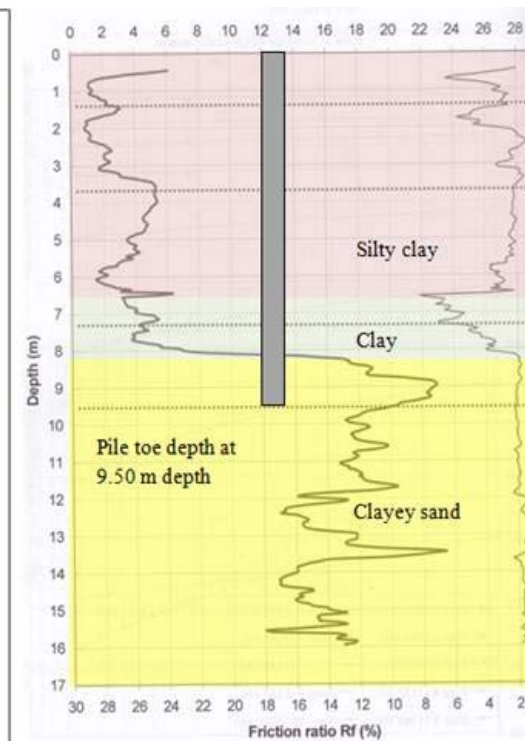 0 2 4 6 8 10 12 14 16 18 20 22 24 26 28
0
1
2
3
4
5
6
7
8
9
10
11
12
13
14
15
16
17
Depth (m)
Silty clay
Clay
Pile toe depth at
9.50 m depth
Clayey sand
30 28 26 24 22 20 18 16 14 12 10 8 6 4 2
Friction ratio Rf (%)